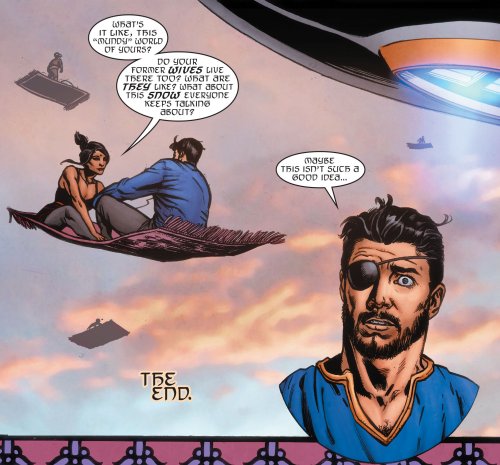 WHAT'S
IT LIKE, THIS
"MUNDY" WORLD
OF YOURS?
DO YOUR
FORMER WIVES LIVE
THERE TOO? WHAT ARE
THEY LIKE? WHAT ABOUT
THIS SNOW EVERYONE
KEEPS TALKING
ABOUT?
MAYBE
THIS ISN'T SUCH A
GOOD IDEA...
THE
END.